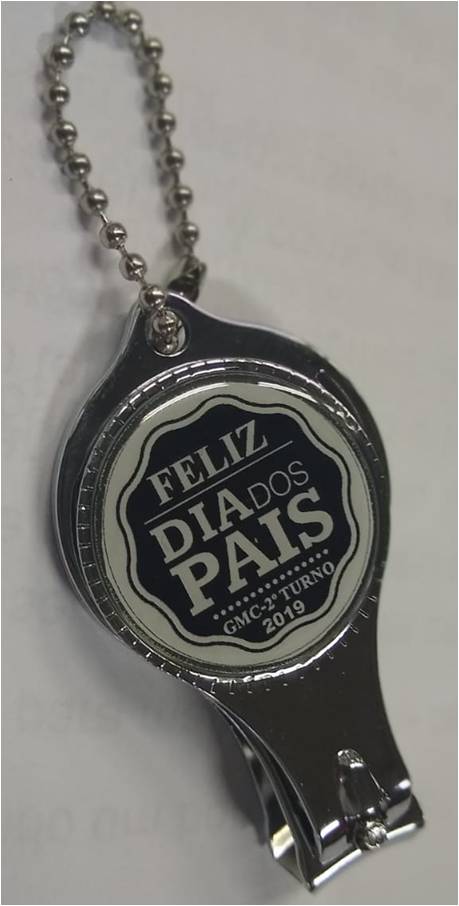 FELIZ
DIA DOS
PAIS
GMC-2º TURNO
2019